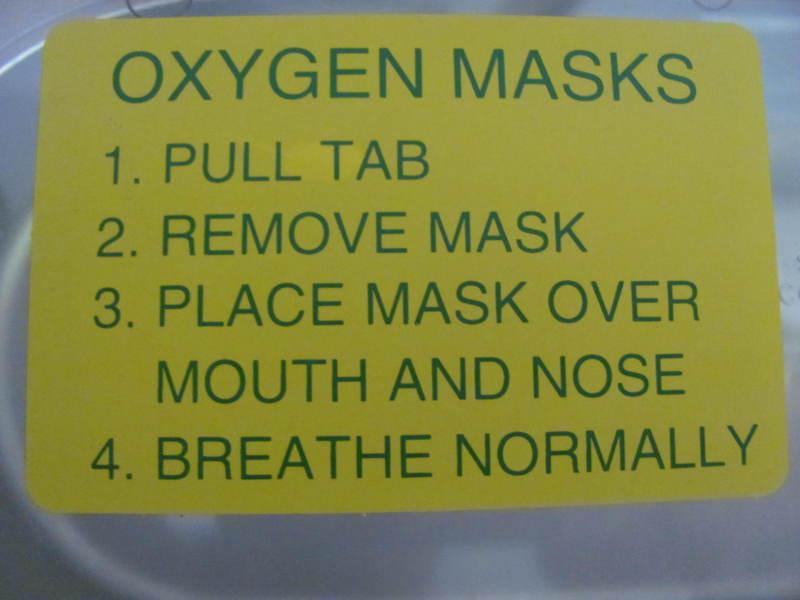 OXYGEN MASKS
1. PULL TAB
2. REMOVE MASK
3. PLACE MASK OVER
MOUTH AND NOSE
4. BREATHE NORMALLY